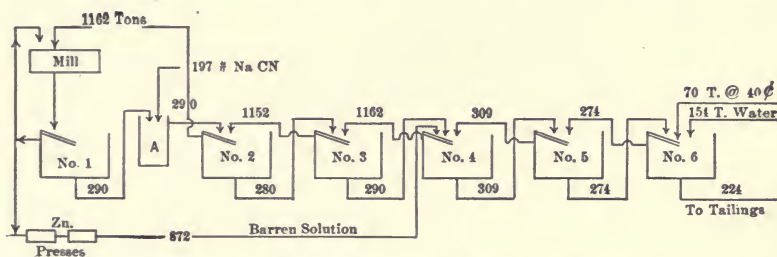 1162 Tons
Mill
197 # Na CN
70 T. @ 40¢
154 T. Water
290 1152 1162 309 274
No. 1 A No. 2 No. 3 No. 4 No. 5 No. 6
290 280 290 309 274 224
To Tailings
Zn. 872 Barren Solution
Presses